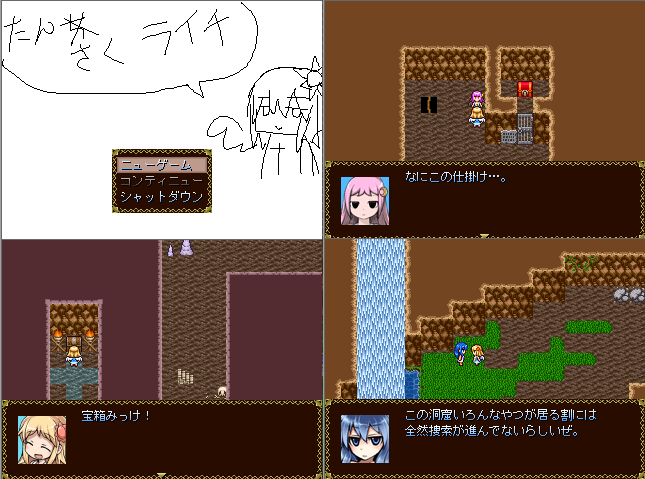 たん
さく
ライチ
ニューゲーム
コンティニュー
シャットダウン
なにこの仕掛け…。
宝箱みっけ！
この洞窟いろんなやつが居る割には
全然捜索が進んでないらしいぜ。